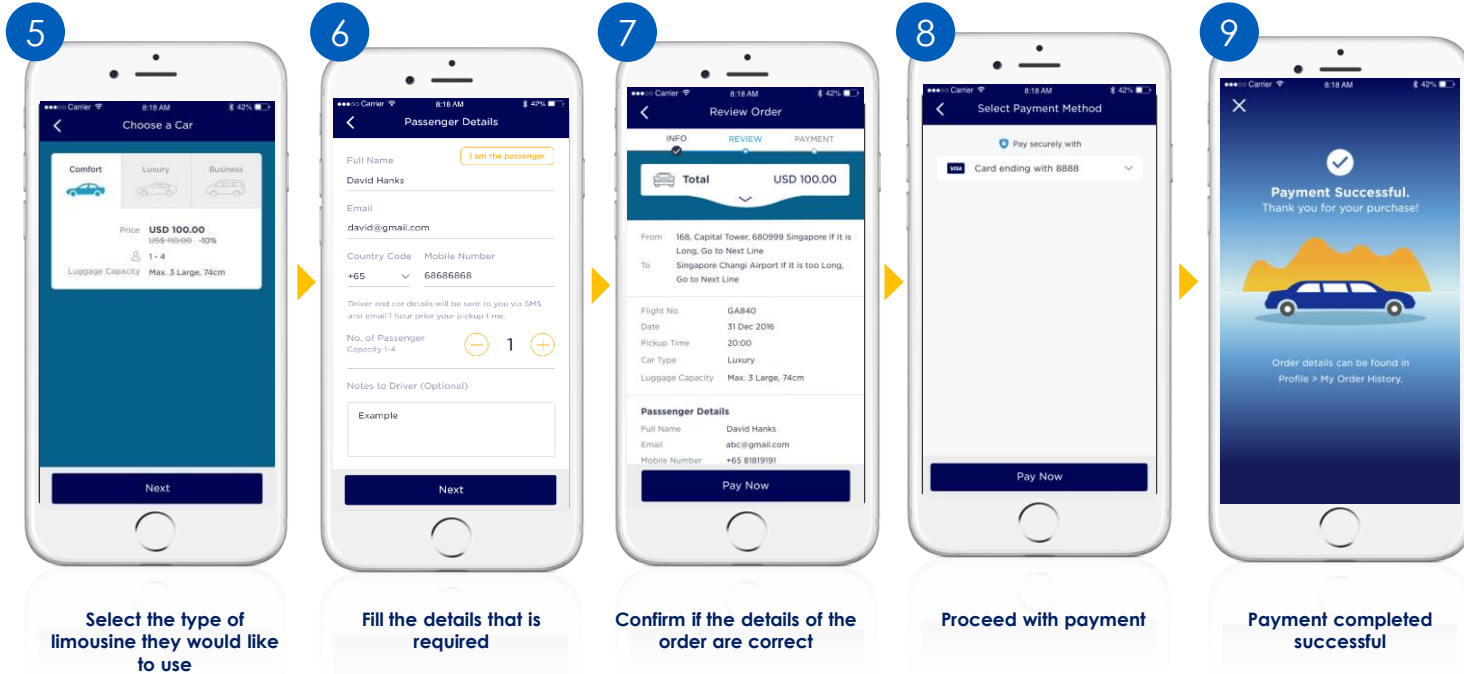 5
Carrier
8:18 AM
42%
Choose a Car
Comfort Luxury Business
Price USD 100.00
US$ 110.00 -10%
1 - 4
Luggage Capacity Max. 3 Large, 74cm
Next
Select the type of
limousine they would like
to use
6
Carrier
8:18 AM
42%
Passenger Details
Full Name I am the passenger
David Hanks
Email
david@gmail.com
Country Code Mobile Number
+65 68686868
Driver and car details will be sent to you via SMS
and email 1 hour prior your pickup time.
No. of Passenger
Capacity 1-4
1
Notes to Driver (Optional)
Example
Next
Fill the details that is
required
7
Carrier
8:18 AM
42%
Review Order
INFO REVIEW PAYMENT
Total USD 100.00
From 168, Capital Tower, 680999 Singapore If It is
Long, Go to Next Line
To Singapore Changi Airport If It is too Long,
Go to Next Line
Flight No. GA840
Date 31 Dec 2016
Pickup Time 20:00
Car Type Luxury
Luggage Capacity Max. 3 Large, 74cm
Passsenger Details
Full Name David Hanks
Email abc@gmail.com
Mobile Number +65 81819191
Pay Now
Confirm if the details of the
order are correct
8
Carrier
8:18 AM
42%
Select Payment Method
Pay securely with
VISA Card ending with 8888
Pay Now
Proceed with payment
9
Carrier
8:18 AM
42%
Payment Successful.
Thank you for your purchase!
Order details can be found in
Profile > My Order History.
Payment completed
successful